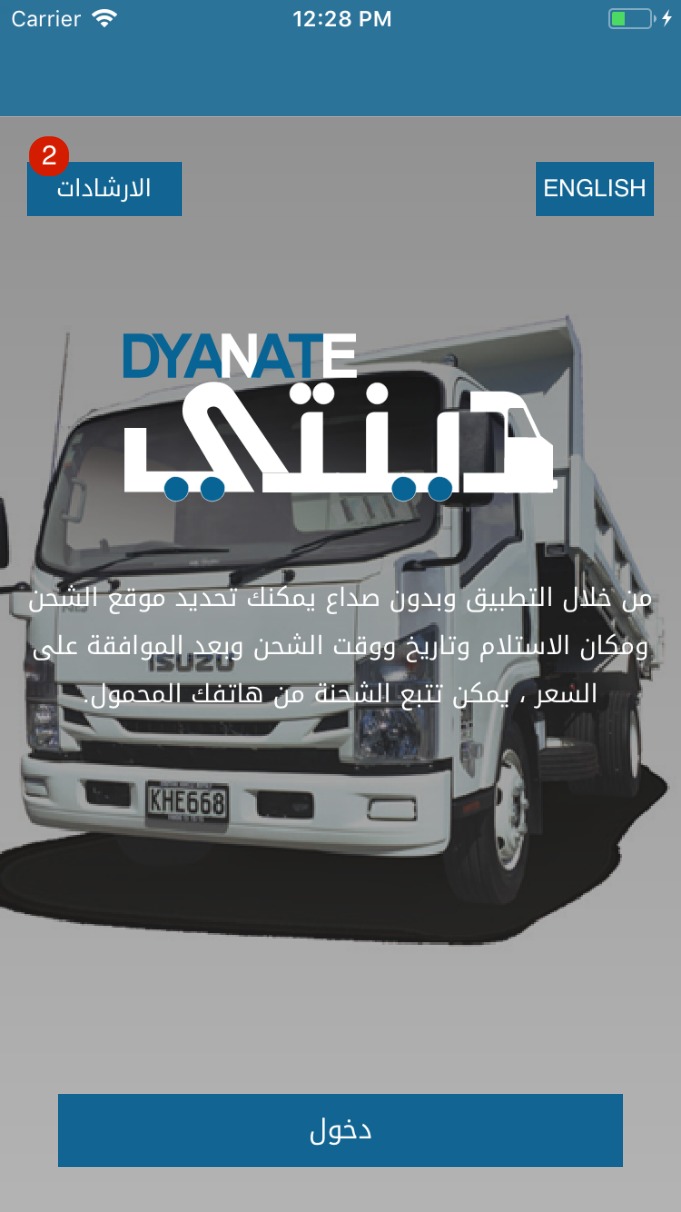 Carrier 12:28 PM
2
الارشادات
ENGLISH
DYANATE
دينتي
من خلال التطبيق وبدون صداع يمكنك تحديد موقع الشحن
ومكان الاستلام وتاريخ ووقت الشحن وبعد الموافقة على
السعر ، يمكن تتبع الشحنة من هاتفك المحمول.
ISUZU
KHE668
دخول